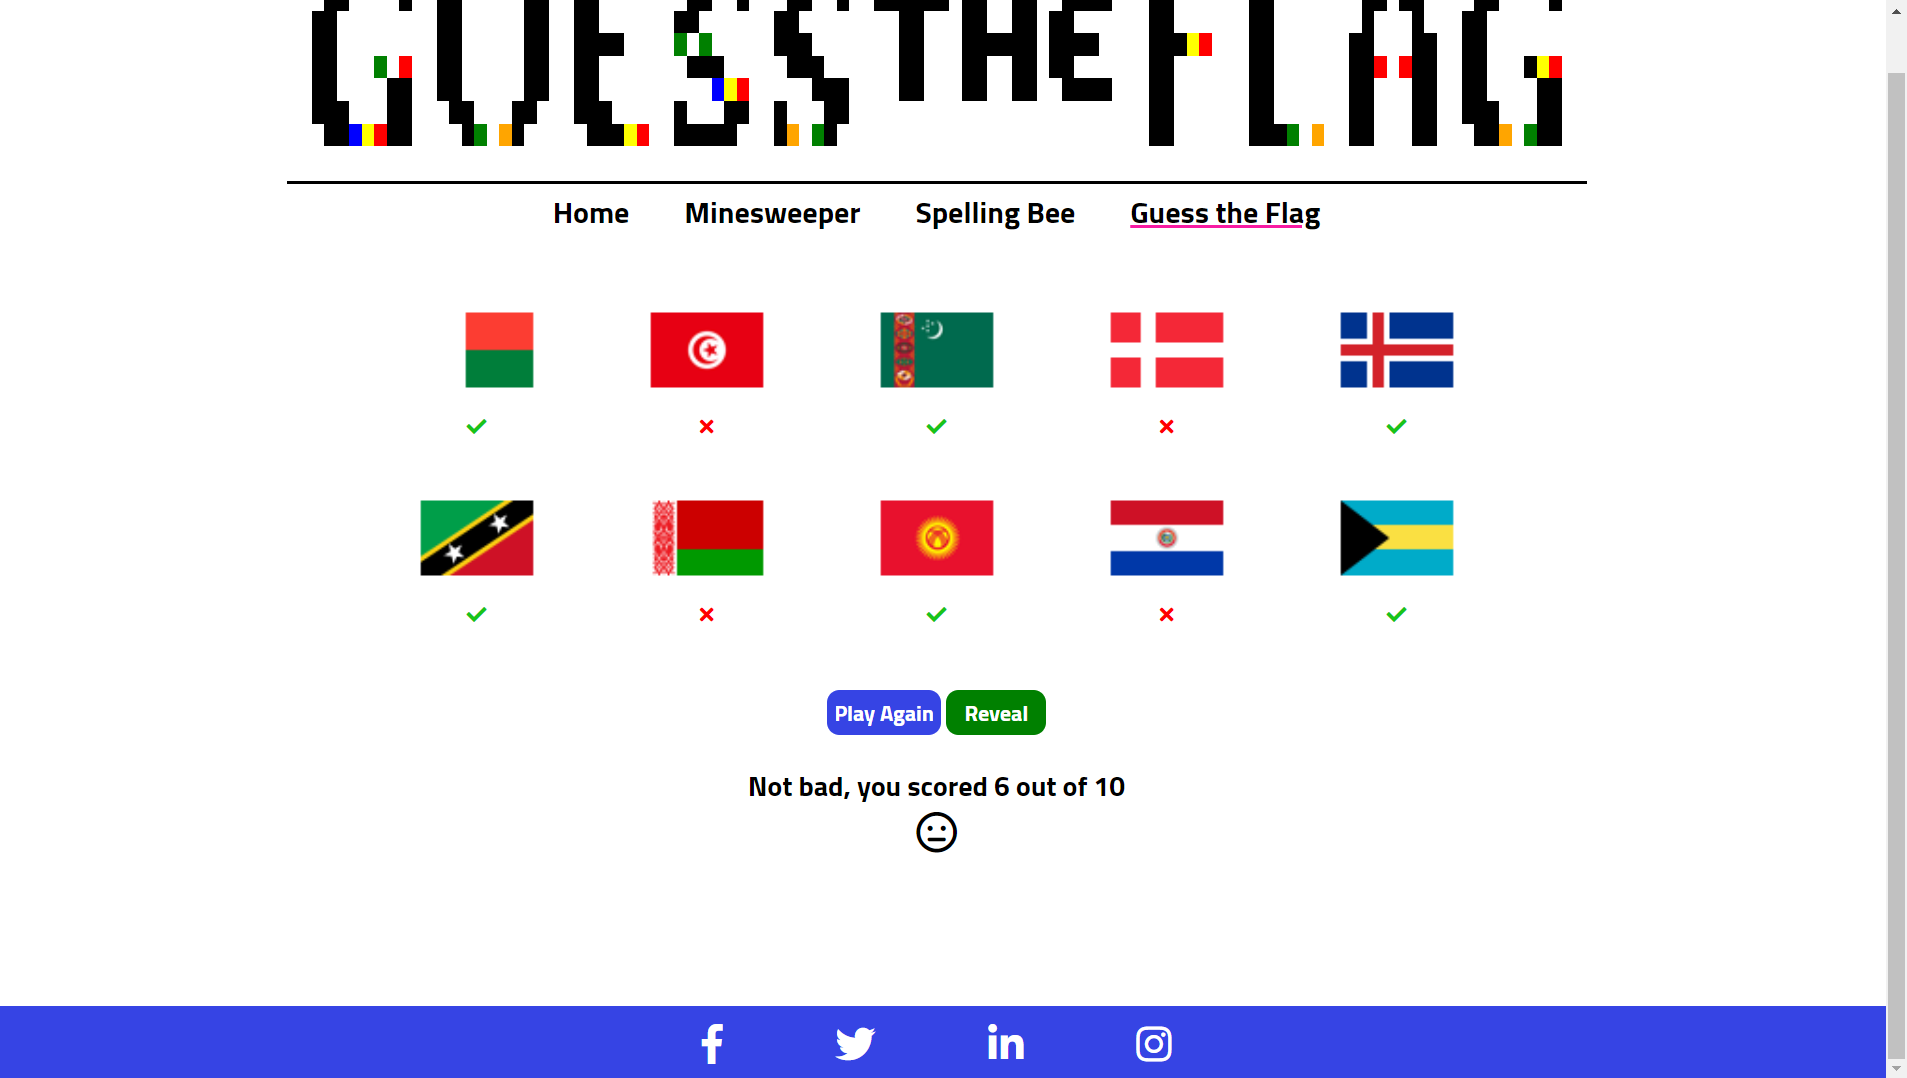 GUESS THE FLAG
Home Minesweeper Spelling Bee Guess the Flag
Play Again Reveal
Not bad, you scored 6 out of 10